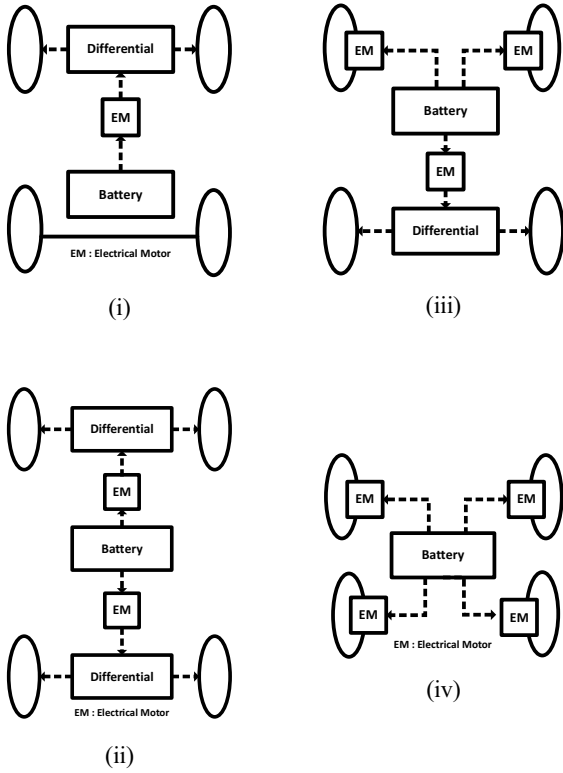 Differential
EM
Battery
EM : Electrical Motor
(i)
EM
EM
Battery
EM
Differential
(iii)
Differential
EM
Battery
EM
Differential
EM : Electrical Motor
(ii)
EM
EM
Battery
EM
EM
EM : Electrical Motor
(iv)